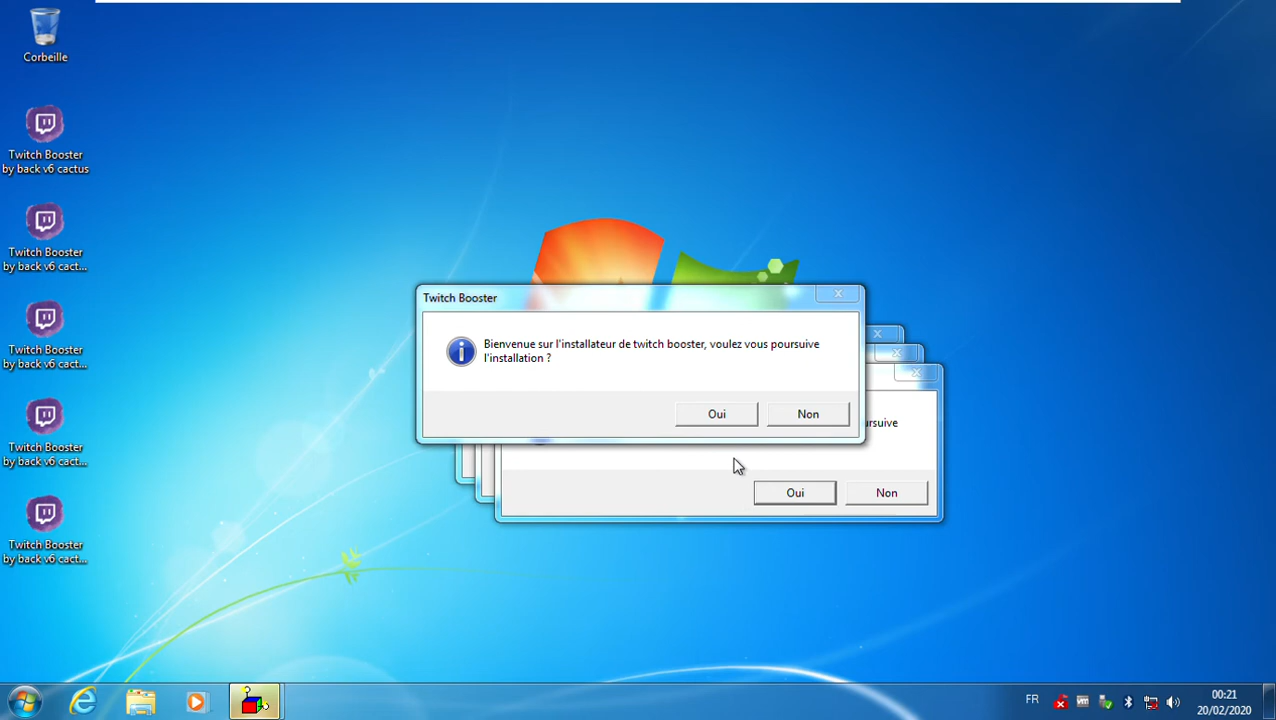 Corbeille
Twitch Booster
by back v6 cactus
Twitch Booster
by back v6 cact...
Twitch Booster
by back v6 cact...
Twitch Booster
by back v6 cact...
Twitch Booster
by back v6 cact...
Twitch Booster
Bienvenue sur l'installateur de twitch booster, voulez vous poursuive
l'installation ?
Oui
Non
ursuive
Oui
Non
FR
00:21
20/02/2020